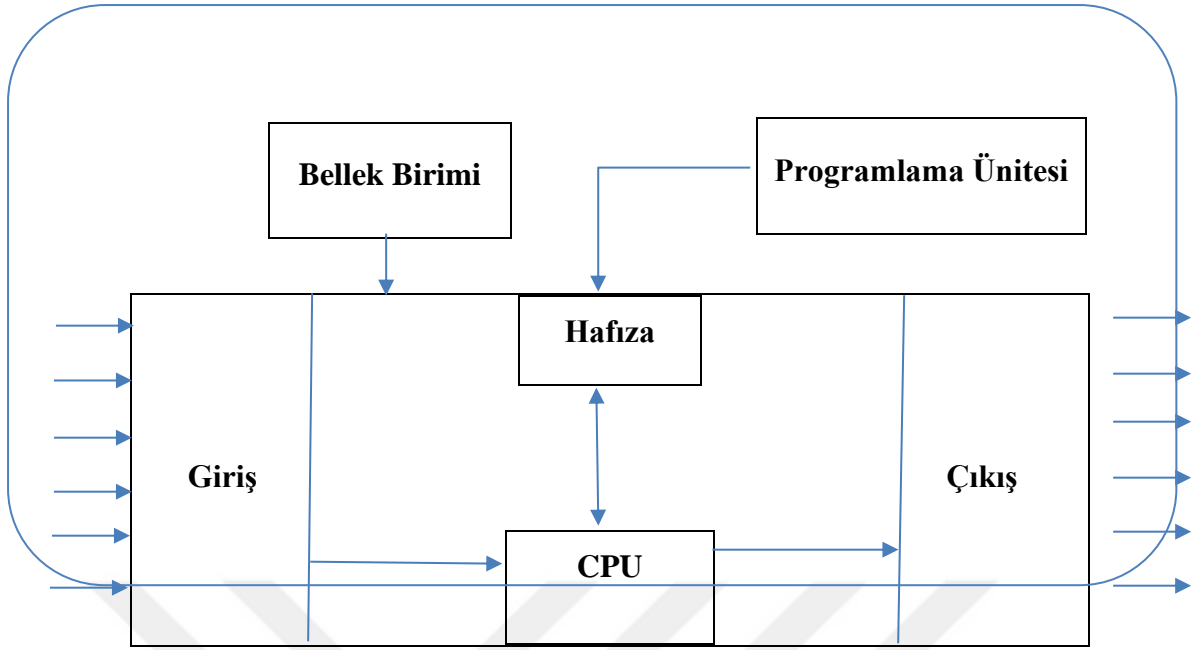 Bellek Birimi
Programlama Ünitesi
Hafıza
Giriş
Çıkış
CPU